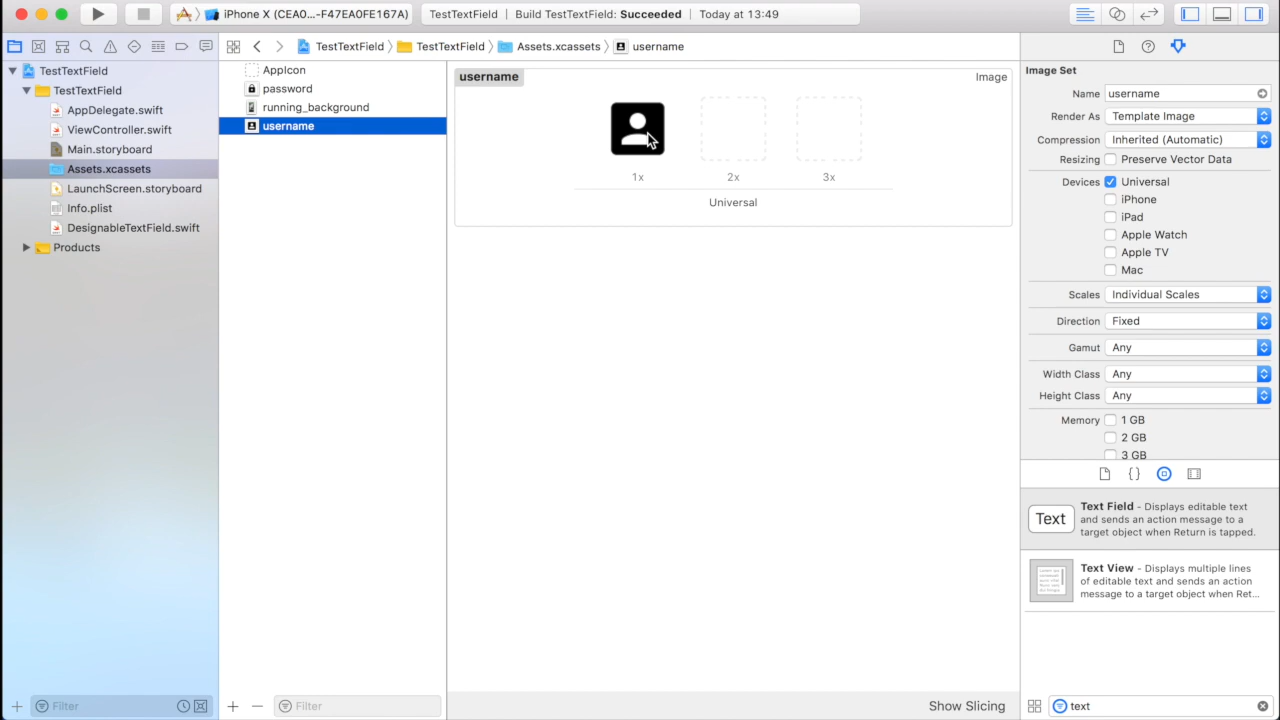 iPhone X (CEA0...-F47EA0FE167A)
TestTextField | Build TestTextField: Succeeded | Today at 13:49
TestTextField
TestTextField
AppDelegate.swift
ViewController.swift
Main.storyboard
Assets.xcassets
LaunchScreen.storyboard
Info.plist
DesignableTextField.swift
Products
Filter
TestTextField
TestTextField
Assets.xcassets
username
AppIcon
password
running_background
username
Filter
username
Image
1x
2x
3x
Universal
Show Slicing
Image Set
Name username
Render As Template Image
Compression Inherited (Automatic)
Resizing Preserve Vector Data
Devices Universal
iPhone
iPad
Apple Watch
Apple TV
Mac
Scales Individual Scales
Direction Fixed
Gamut Any
Width Class Any
Height Class Any
Memory 1 GB
2 GB
3 GB
{}
Text
Text Field - Displays editable text
and sends an action message to a
target object when Return is tapped.
Text View - Displays multiple lines
of editable text and sends an action
message to a target object when Ret...
text